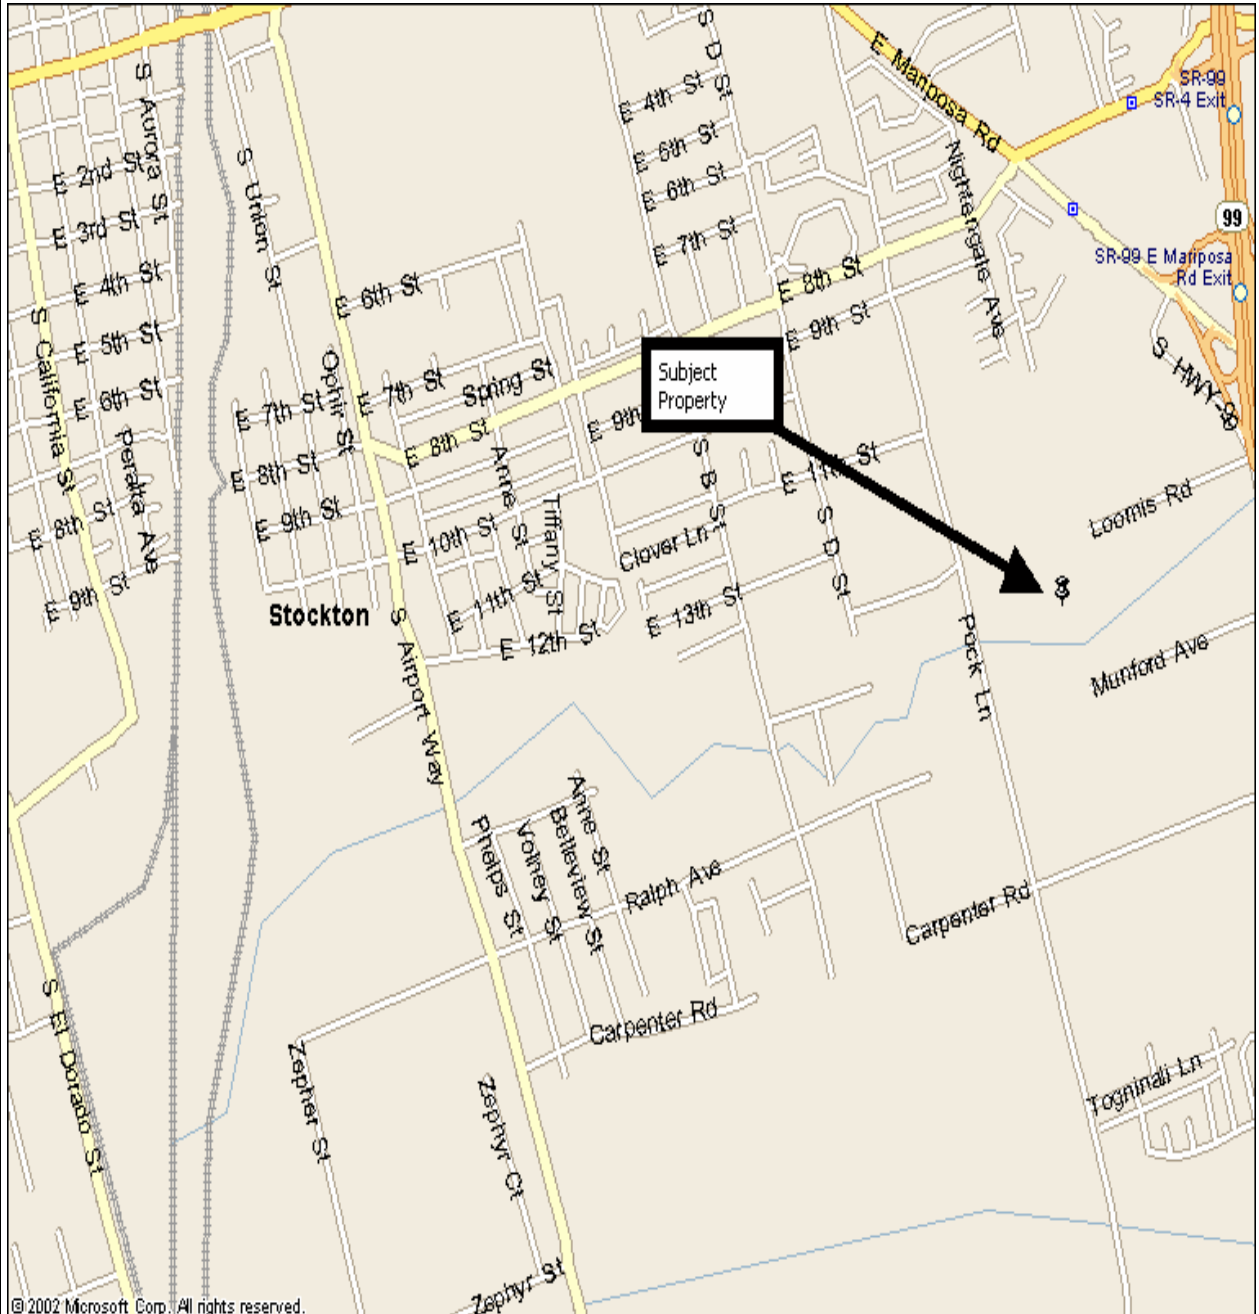 S D St
E Mariposa Rd
SR-99
SR-4 Exit
S Aurora St
E 4th St
E 2nd St
S Union St
E 6th St
Nightengale Ave
E 6th St
E 3rd St
99
E 7th St
SR-99 E Mariposa
Rd Exit
E 4th St
E 6th St
E 8th St
S California St
E 5th St
E 9th St
Subject
Property
S HWY-99
E 6th St
Ophir St
E 7th St
Spring St
E 7th St
E 9th
Peralta Ave
E 8th St
E 8th St
Anne St
S B St
E 11th St
Loomis Rd
E 8th St
E 9th St
E 10th St
Tiffany St
Clover Ln
S D St
E 9th St
Stockton
E 11th St
E 13th St
E 12th St
S Airport Way
Pock Ln
Munford Ave
Phelps St
Volney St
Belleview St
Anne St
Ralph Ave
Carpenter Rd
S El Dorado St
Carpenter Rd
Zepher St
Zephyr Ct
Togninali Ln
Zephyr St
© 2002 Microsoft Corp. All rights reserved.